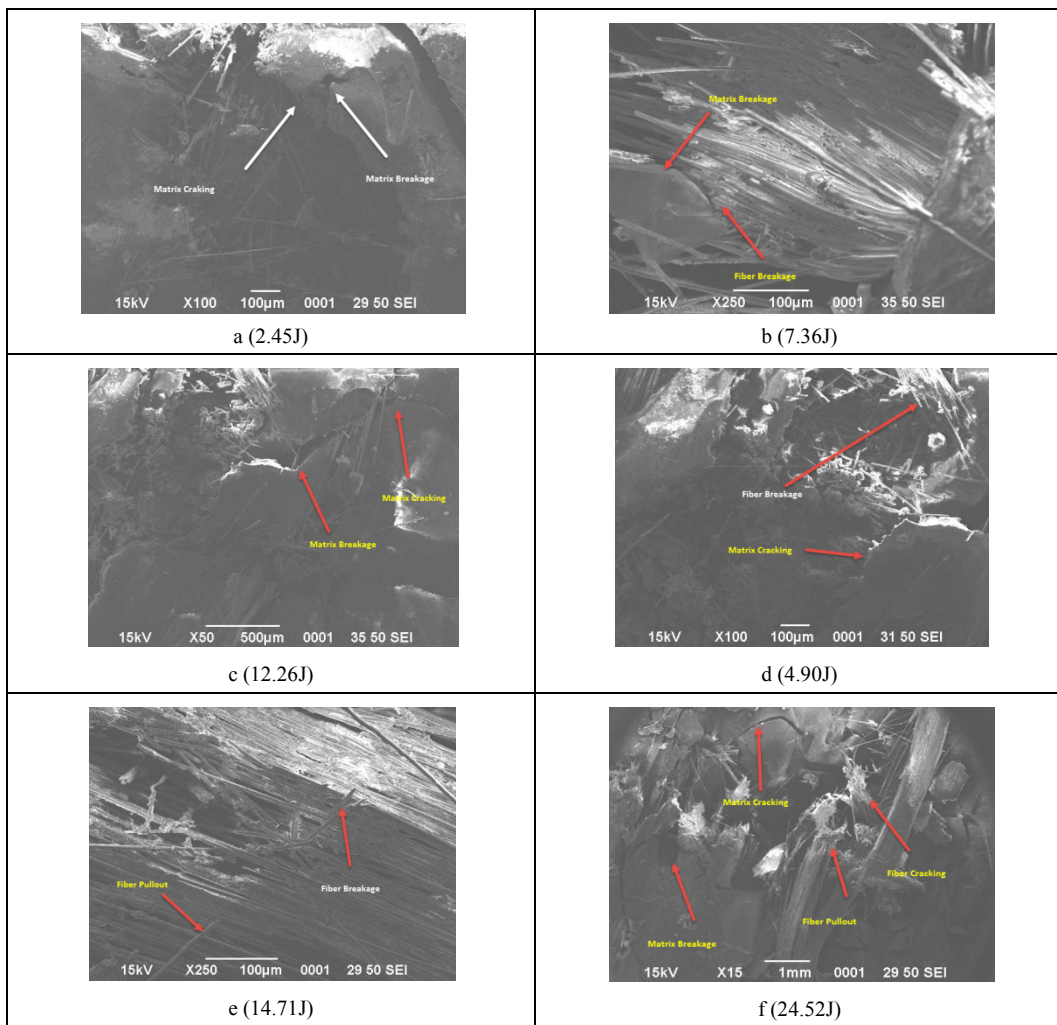 Matrix Craking
Matrix Breakage
15kV X100 100µm 0001 29 50 SEI
a (2.45J)
Matrix Breakage
Fiber Breakage
15kV X250 100µm 0001 35 50 SEI
b (7.36J)
Matrix Cracking
Matrix Breakage
15kV X50 500µm 0001 35 50 SEI
c (12.26J)
Fiber Breakage
Matrix Cracking
15kV X100 100µm 0001 31 50 SEI
d (4.90J)
Fiber Pullout
Fiber Breakage
15kV X250 100µm 0001 29 50 SEI
e (14.71J)
Matrix Cracking
Fiber Cracking
Fiber Pullout
Matrix Breakage
15kV X15 1mm 0001 29 50 SEI
f (24.52J)